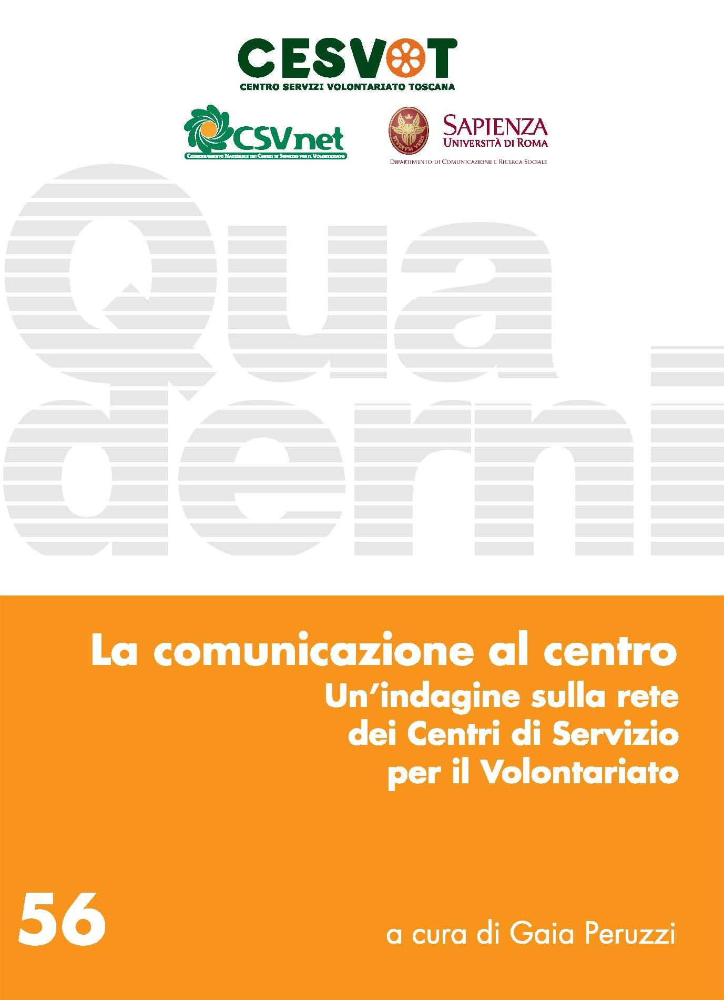 CESVOT
CENTRO SERVIZI VOLONTARIATO TOSCANA
CSVnet
COORDINAMENTO NAZIONALE DEI CENTRI DI SERVIZIO PER IL VOLONTARIATO
STVDIVM VRBIS
SAPIENZA
UNIVERSITÀ DI ROMA
DIPARTIMENTO DI COMUNICAZIONE E RICERCA SOCIALE
Qua
derni
La comunicazione al centro
Un’indagine sulla rete
dei Centri di Servizio
per il Volontariato
56
a cura di Gaia Peruzzi